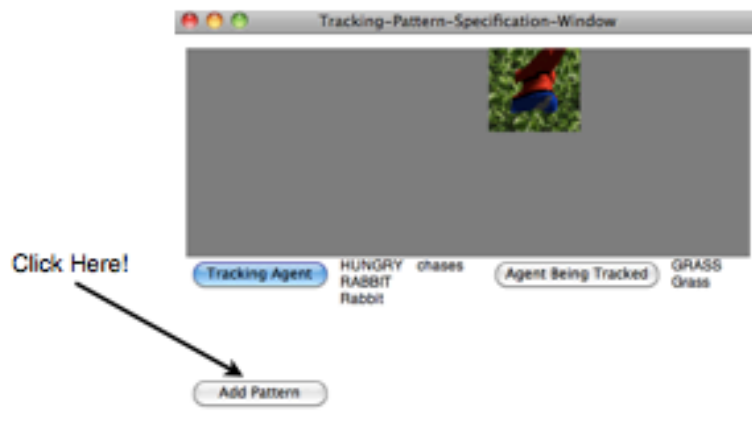 Tracking-Pattern-Specification-Window
Click Here!
Tracking Agent
HUNGRY chases
RABBIT
Rabbit
Agent Being Tracked
GRASS
Grass
Add Pattern